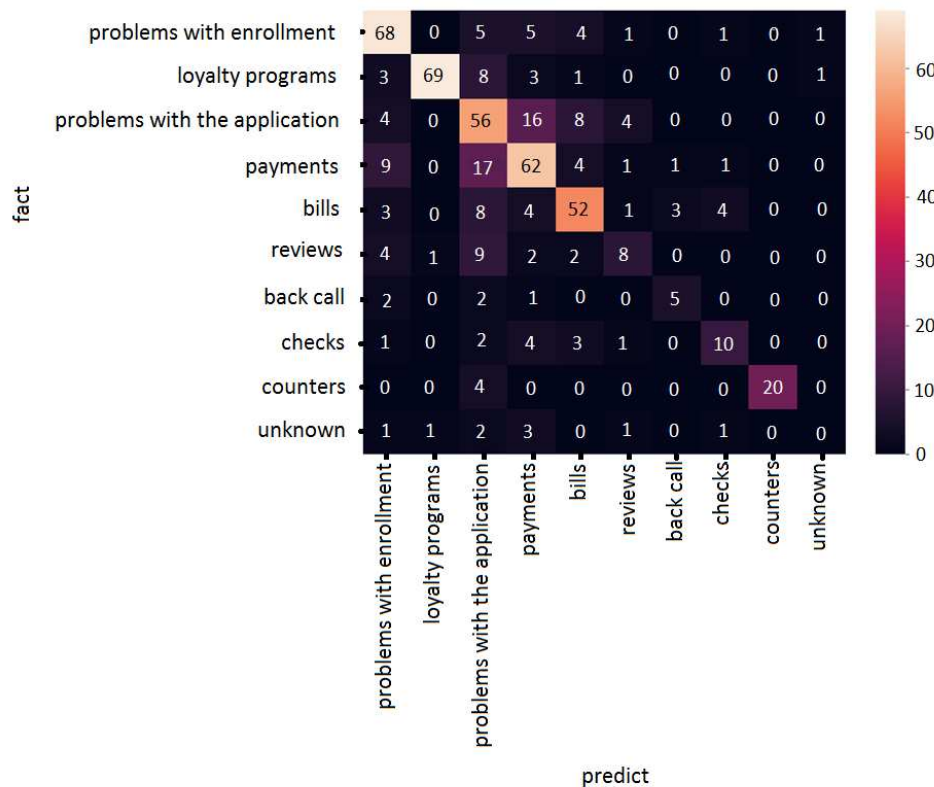 problems with enrollment 68 0 5 5 4 1 0 1 0 1
loyalty programs 3 69 8 3 1 0 0 0 0 1
problems with the application 4 0 56 16 8 4 0 0 0 0
payments 9 0 17 62 4 1 1 1 0 0
bills 3 0 8 4 52 1 3 4 0 0
reviews 4 1 9 2 2 8 0 0 0 0
back call 2 0 2 1 0 0 5 0 0 0
checks 1 0 2 4 3 1 0 10 0 0
counters 0 0 4 0 0 0 0 0 20 0
unknown 1 1 2 3 0 1 0 1 0 0
fact
problems with enrollment
loyalty programs
problems with the application
payments
bills
reviews
back call
checks
counters
unknown
predict
60
50
40
30
20
10
0